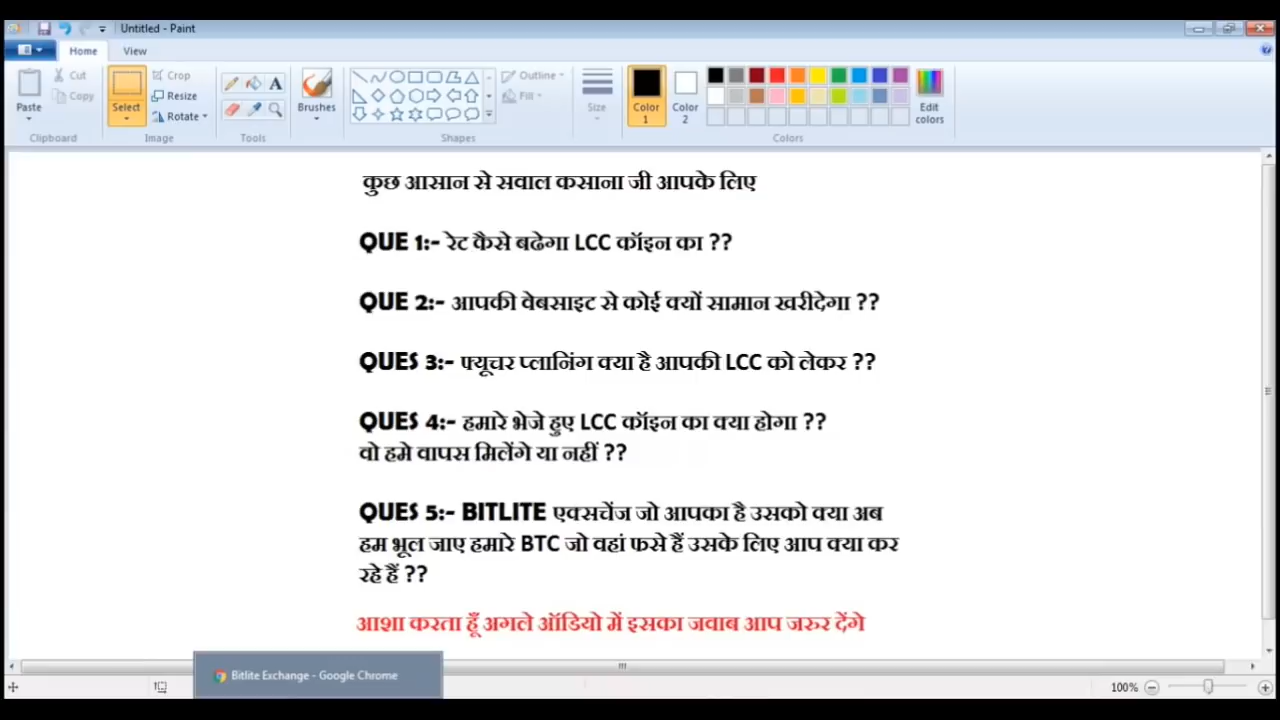 Untitled - Paint
Home View
Paste
Cut
Copy
Clipboard
Select
Crop
Resize
Rotate
Image
A
Tools
Brushes
Outline
Fill
Shapes
Size
Color 1
Color 2
Edit colors
Colors
कुछ आसान से सवाल कसाना जी आपके लिए
QUE 1:- रेट कैसे बढेगा LCC कॉइन का ??
QUE 2:- आपकी वेबसाइट से कोई क्यों सामान खरीदेगा ??
QUES 3:- फ्यूचर प्लानिंग क्या है आपकी LCC को लेकर ??
QUES 4:- हमारे भेजे हुए LCC कॉइन का क्या होगा ??
वो हमे वापस मिलेंगे या नहीं ??
QUES 5:- BITLITE एक्सचेंज जो आपका है उसको क्या अब
हम भूल जाए हमारे BTC जो वहां फसे हैं उसके लिए आप क्या कर
रहे हैं ??
आशा करता हूँ अगले ऑडियो में इसका जवाब आप जरुर देंगे
Bitlite Exchange - Google Chrome
100%